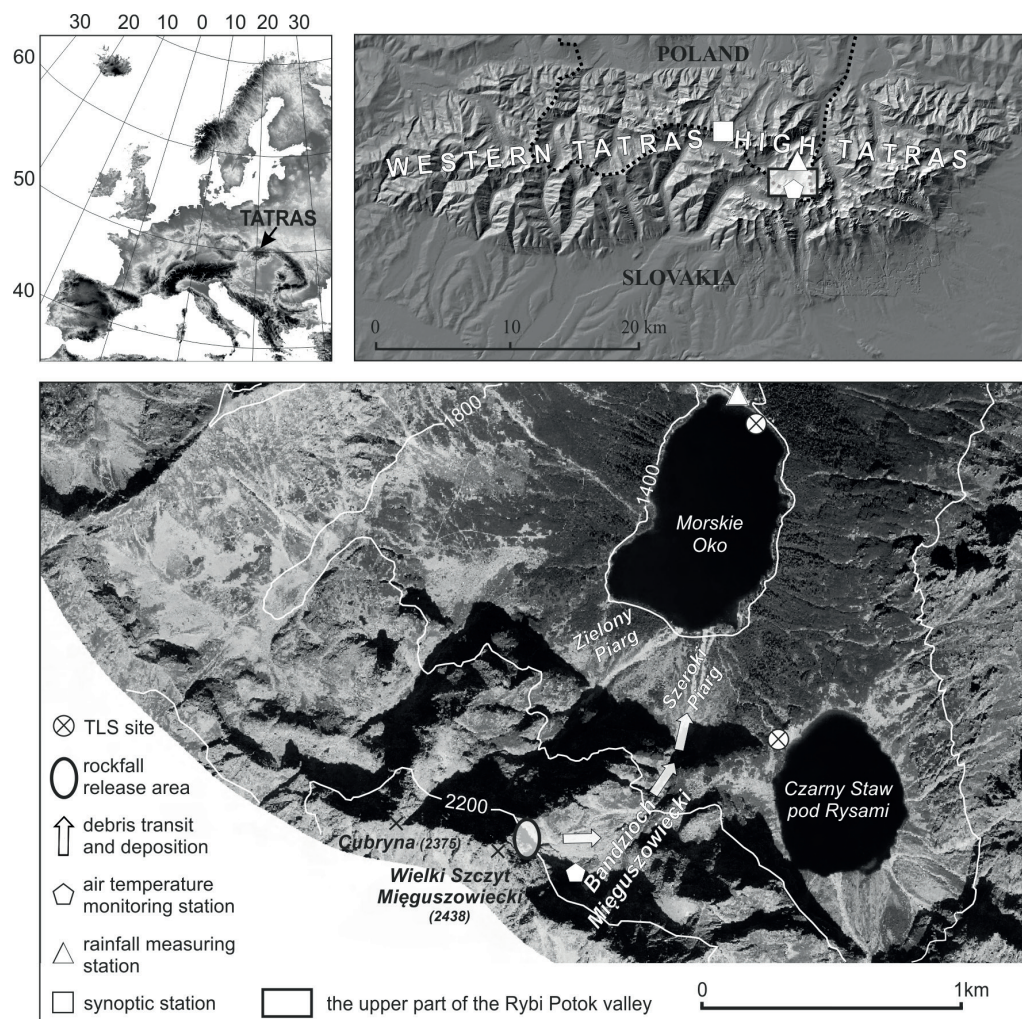 30 20 10 0 10 20 30
60
50
40
TATRAS
POLAND
WESTERN TATRAS HIGH TATRAS
SLOVAKIA
0 10 20 km
1800
1400
Morskie
Oko
Zielony
Piarg
Szeroki
Piarg
Czarny Staw
pod Rysami
2200
Cubryna (2375)
Wielki Szczyt
Mięguszowiecki
(2438)
Bandzioch
Mięguszowiecki
TLS site
rockfall
release area
debris transit
and deposition
air temperature
monitoring station
rainfall measuring
station
synoptic station
the upper part of the Rybi Potok valley
0 1km